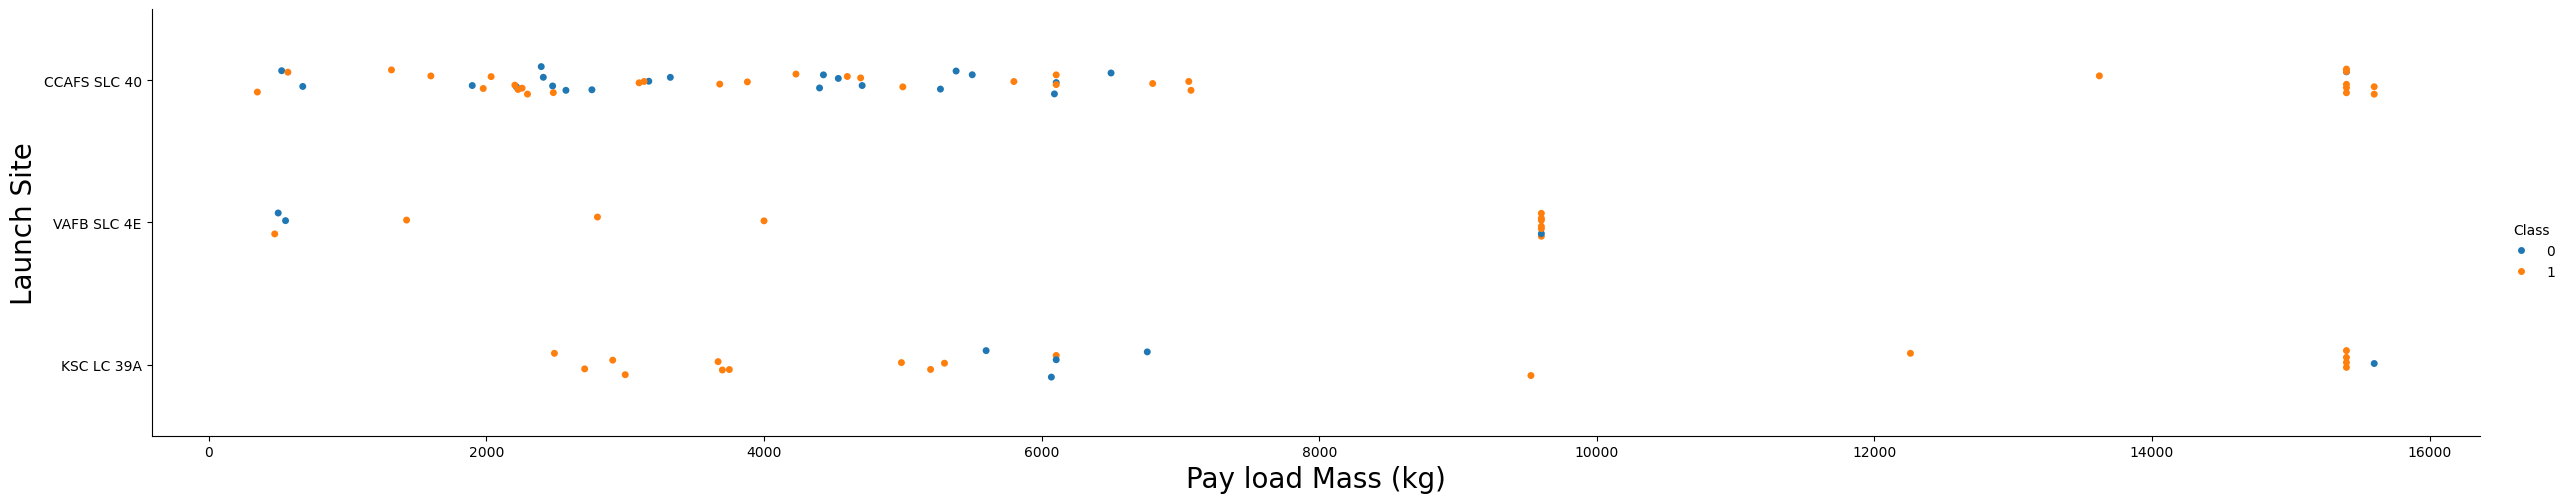 CCAFS SLC 40
VAFB SLC 4E
KSC LC 39A
Launch Site
0 2000 4000 6000 8000 10000 12000 14000 16000
Pay load Mass (kg)
Class
0
1